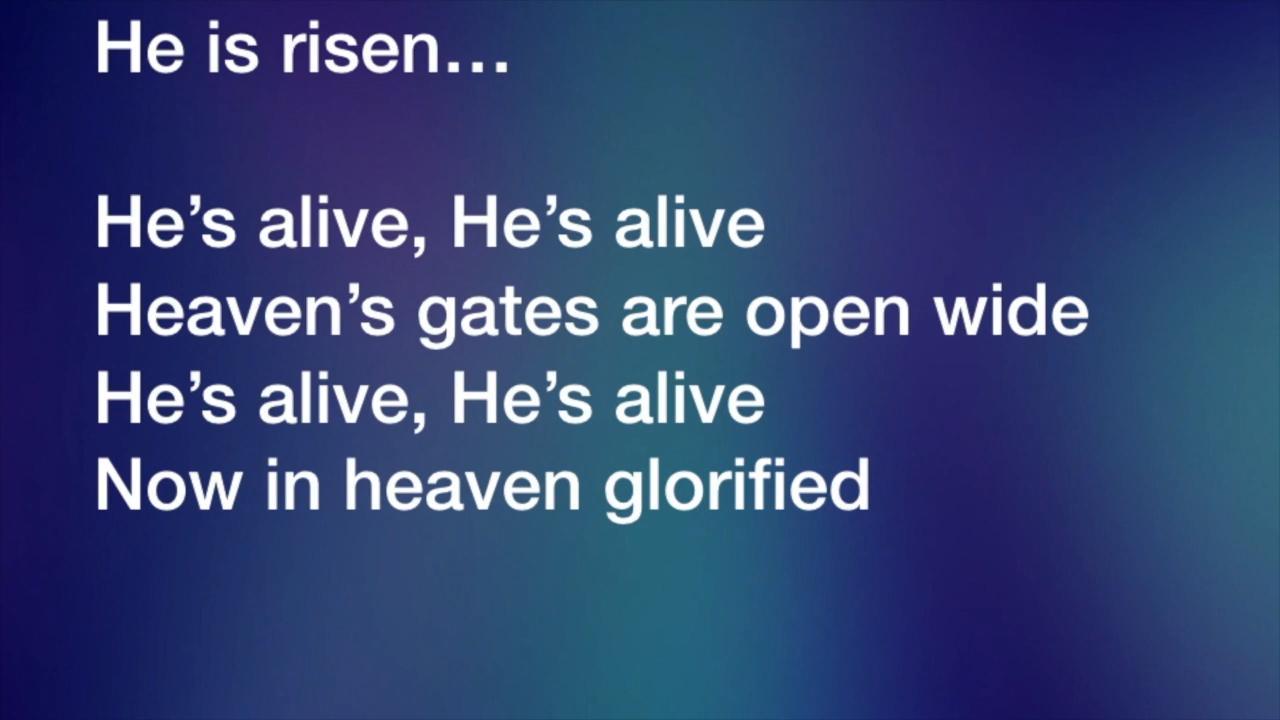 He is risen…
He’s alive, He’s alive
Heaven’s gates are open wide
He’s alive, He’s alive
Now in heaven glorified